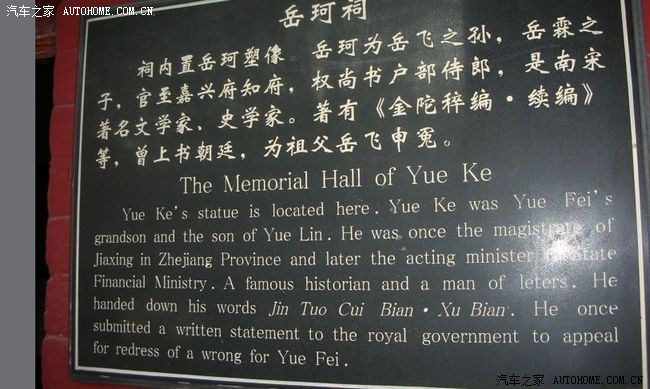 汽车之家 AUTOHOME.COM.CN
岳珂祠
祠内置岳珂塑像。岳珂为岳飞之孙，岳霖之
子，官至嘉兴府知府，权尚书户部侍郎，是南宋
著名文学家、史学家。著有《金陀稡编·续编》
等，曾上书朝廷，为祖父岳飞申冤。
The Memorial Hall of Yue Ke
Yue Ke's statue is located here. Yue Ke was Yue Fei's
grandson and the son of Yue Lin. He was once the magistrate of
Jiaxing in Zhejiang Province and later the acting minister State
Financial Ministry. A famous historian and a man of leters. He
handed down his words Jin Tuo Cui Bian · Xu Bian. He once
submitted a written statement to the royal government to appeal
for redress of a wrong for Yue Fei.
汽车之家 AUTOHOME.COM.CN